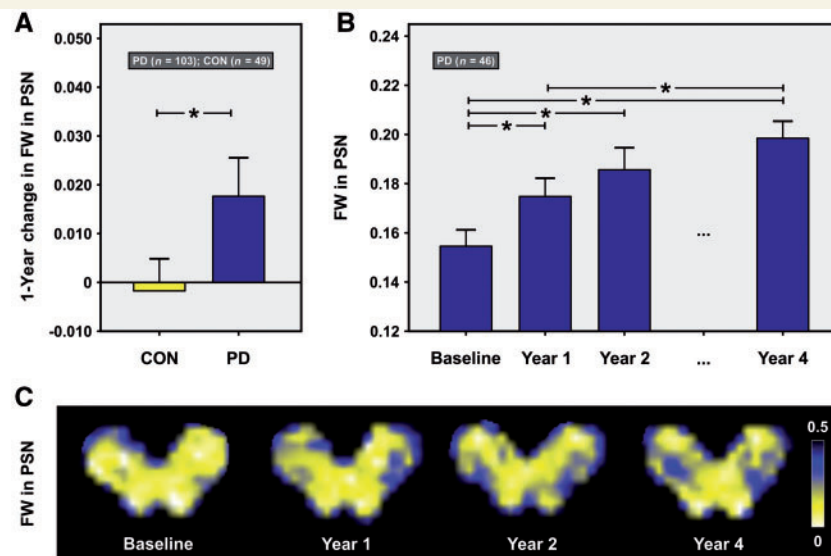 A
1-Year change in FW in PSN
0.050
0.040
0.030
0.020
0.010
0
-0.010
PD (n = 103); CON (n = 49)
*
CON PD
B
FW in PSN
0.24
0.22
0.20
0.18
0.16
0.14
0.12
PD (n = 46)
*
*
*
*
...
Baseline Year 1 Year 2 ... Year 4
C
FW in PSN
0.5
0
Baseline Year 1 Year 2 Year 4